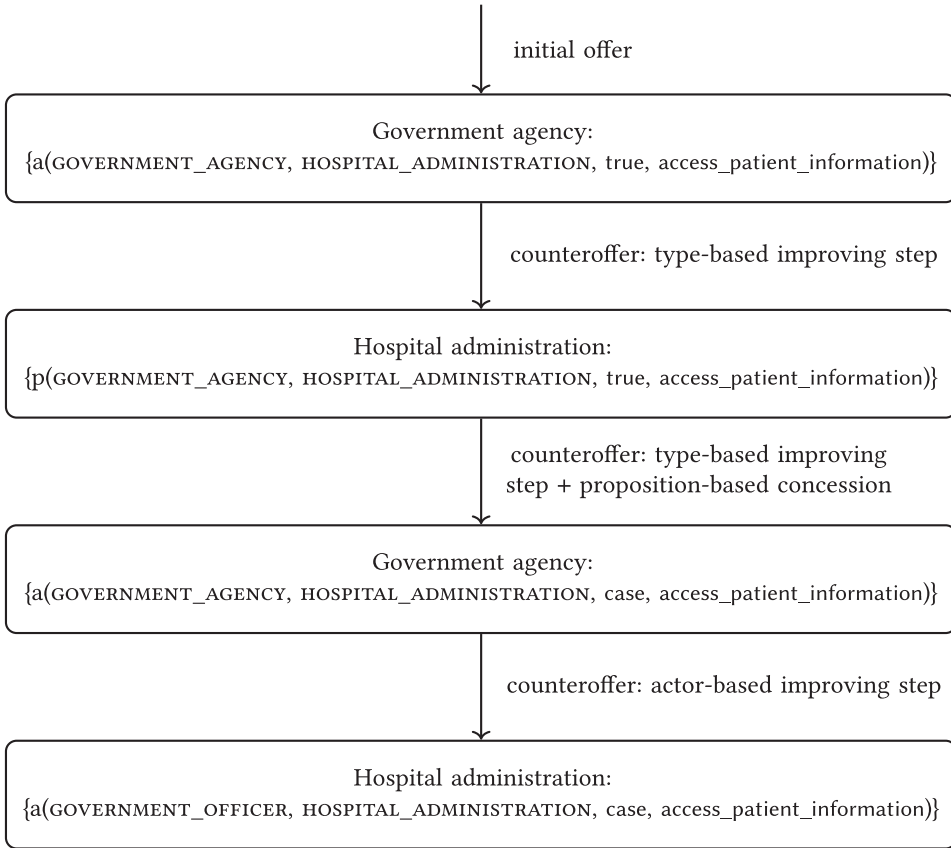 initial offer
Government agency:
{a(GOVERNMENT_AGENCY, HOSPITAL_ADMINISTRATION, true, access_patient_information)}
counteroffer: type-based improving step
Hospital administration:
{p(GOVERNMENT_AGENCY, HOSPITAL_ADMINISTRATION, true, access_patient_information)}
counteroffer: type-based improving
step + proposition-based concession
Government agency:
{a(GOVERNMENT_AGENCY, HOSPITAL_ADMINISTRATION, case, access_patient_information)}
counteroffer: actor-based improving step
Hospital administration:
{a(GOVERNMENT_OFFICER, HOSPITAL_ADMINISTRATION, case, access_patient_information)}